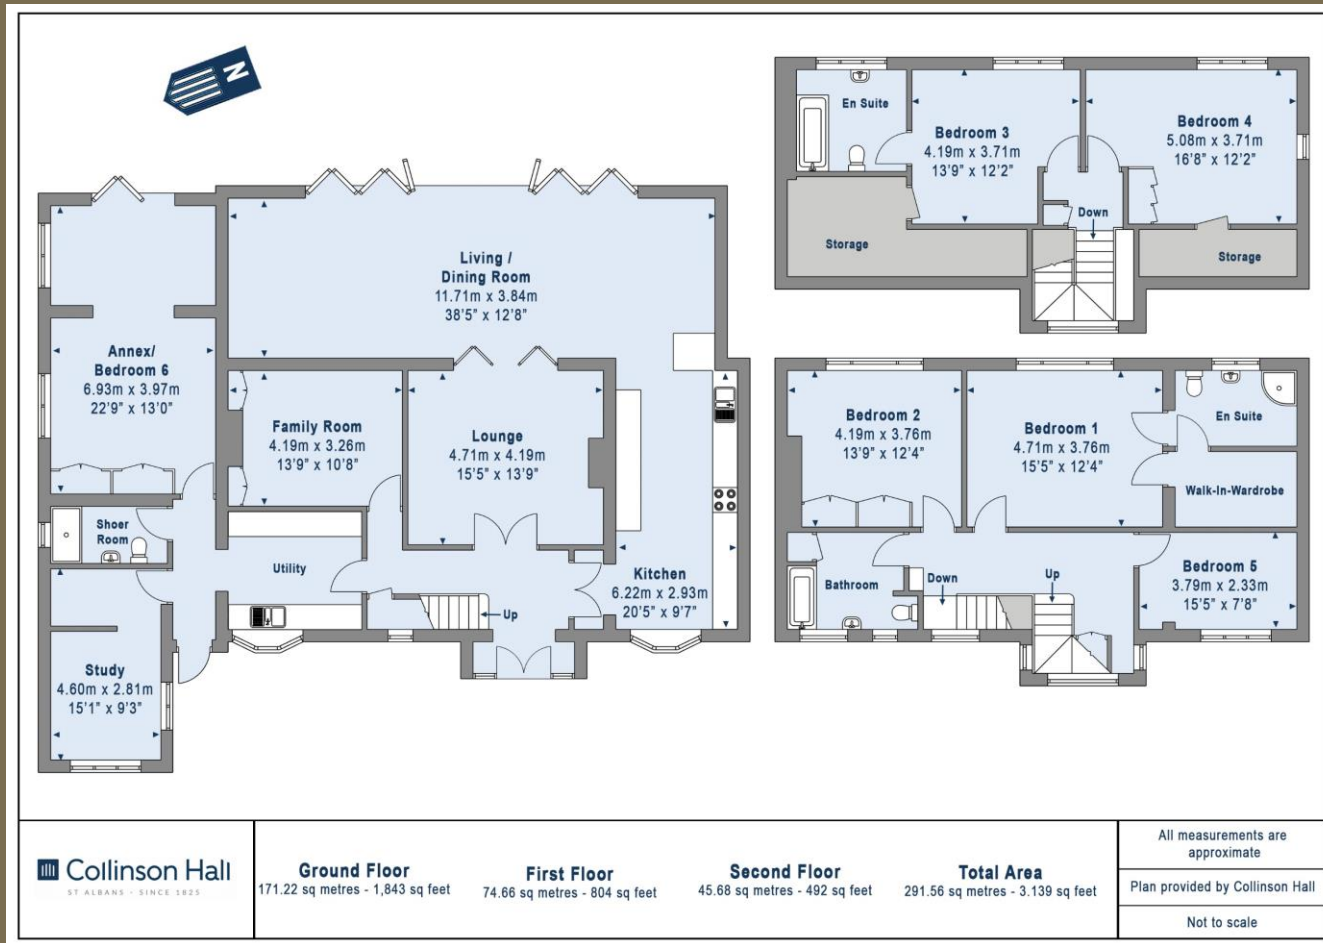 N
Living /
Dining Room
11.71m x 3.84m
38'5" x 12'8"
Annex/
Bedroom 6
6.93m x 3.97m
22'9" x 13'0"
Family Room
4.19m x 3.26m
13'9" x 10'8"
Lounge
4.71m x 4.19m
15'5" x 13'9"
Shoer
Room
Utility
Kitchen
6.22m x 2.93m
20'5" x 9'7"
Up
Study
4.60m x 2.81m
15'1" x 9'3"
En Suite
Bedroom 3
4.19m x 3.71m
13'9" x 12'2"
Bedroom 4
5.08m x 3.71m
16'8" x 12'2"
Down
Storage
Storage
Bedroom 2
4.19m x 3.76m
13'9" x 12'4"
Bedroom 1
4.71m x 3.76m
15'5" x 12'4"
En Suite
Walk-In-Wardrobe
Bathroom
Down
Up
Bedroom 5
3.79m x 2.33m
15'5" x 7'8"
Collinson Hall
ST ALBANS - SINCE 1825
Ground Floor
171.22 sq metres - 1,843 sq feet
First Floor
74.66 sq metres - 804 sq feet
Second Floor
45.68 sq metres - 492 sq feet
Total Area
291.56 sq metres - 3.139 sq feet
All measurements are
approximate
Plan provided by Collinson Hall
Not to scale